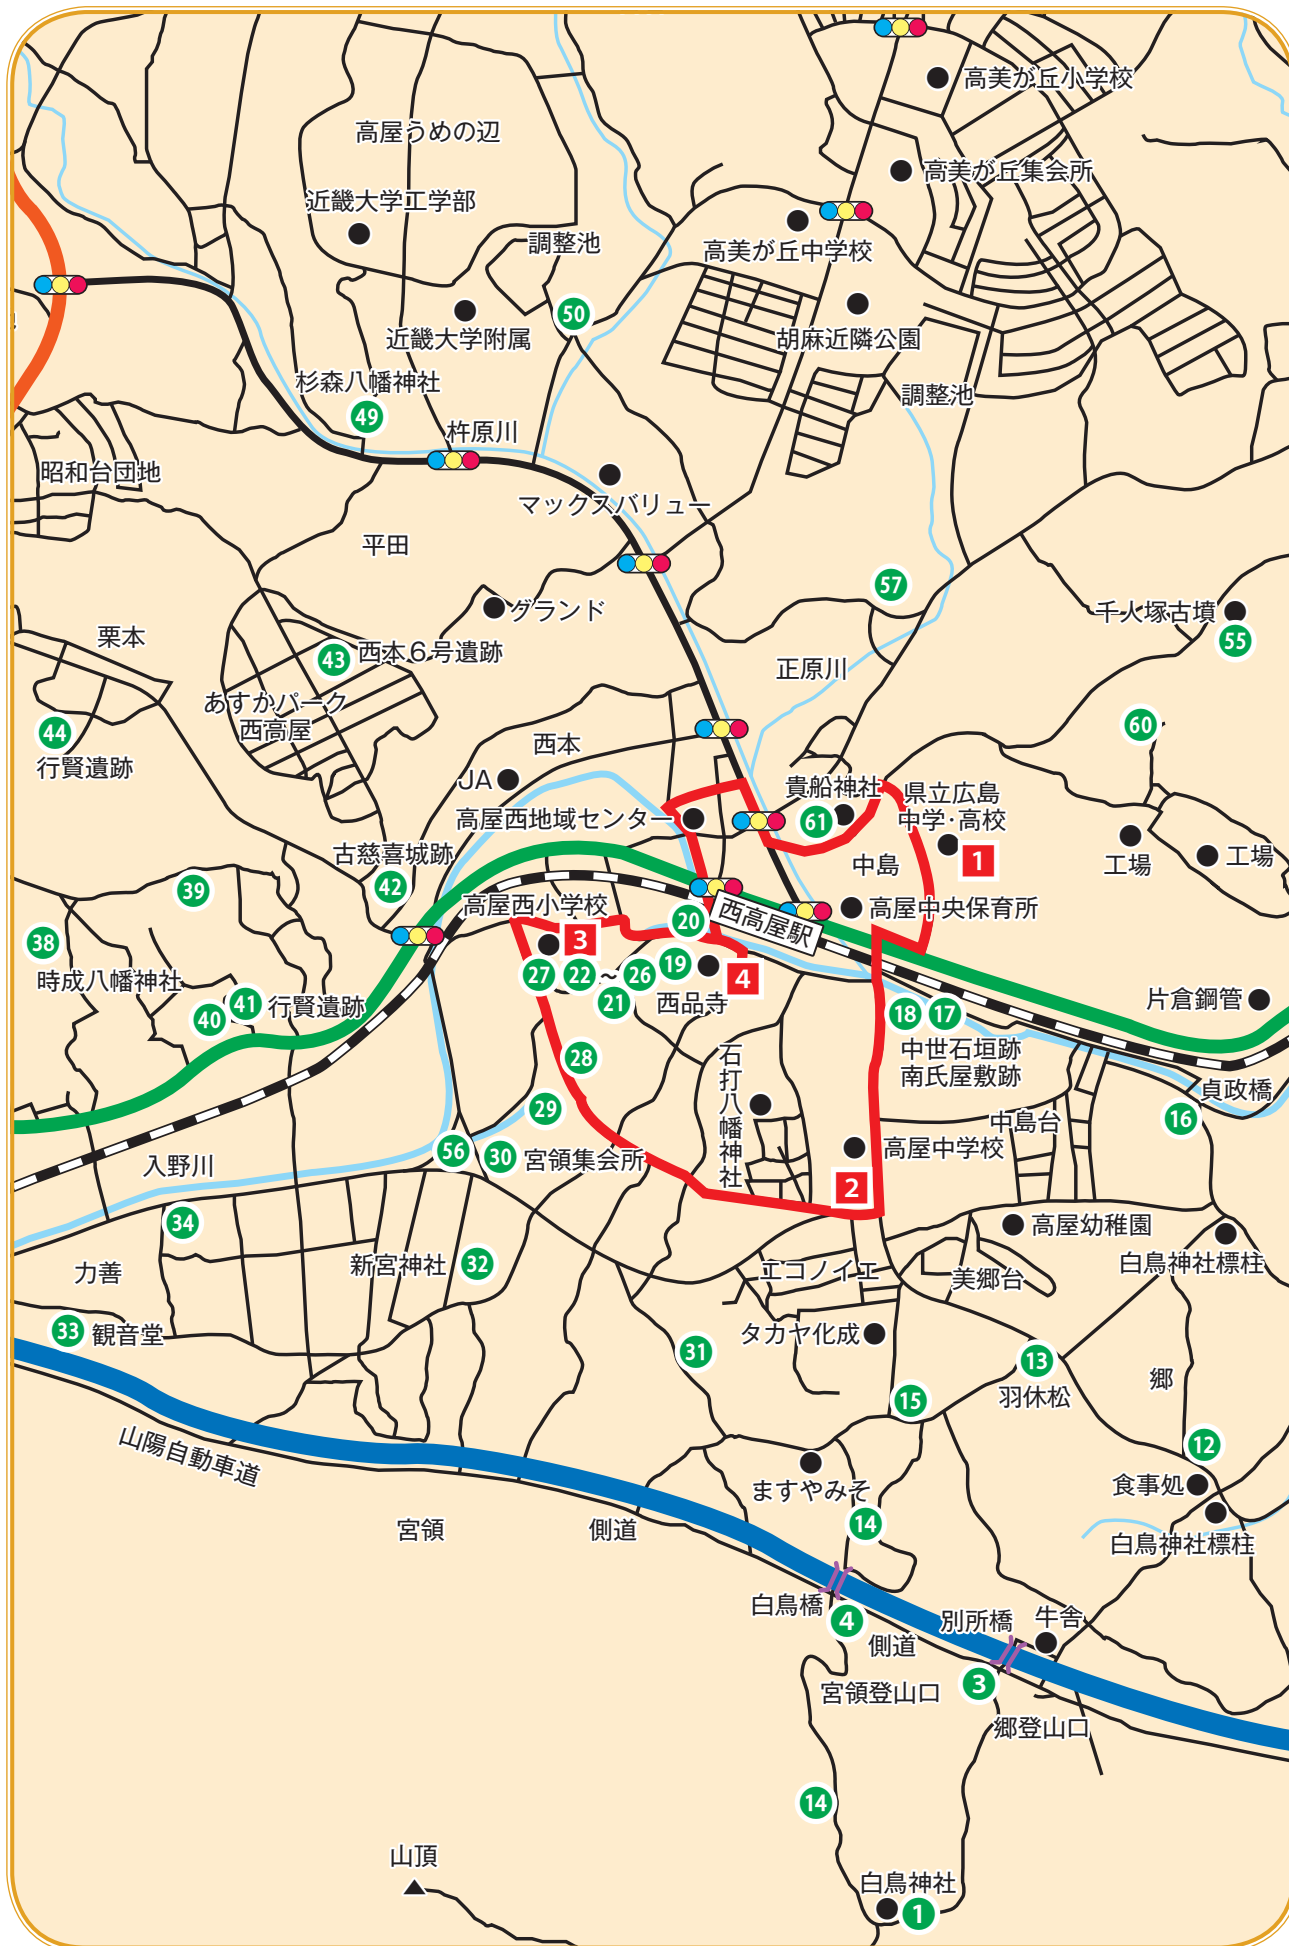 高美が丘小学校
高屋うめの辺
高美が丘集会所
近畿大学工学部
高美が丘中学校
調整池
50
近畿大学附属
胡麻近隣公園
杉森八幡神社
49
調整池
杵原川
昭和台団地
マックスバリュー
平田
57
グランド
千人塚古墳
55
栗本
43
西本6号遺跡
正原川
あすかパーク
西高屋
44
行賢遺跡
60
西本
JA
貴船神社
61
県立広島
中学・高校
1
高屋西地域センター
中島
工場
工場
古慈喜城跡
42
39
高屋西小学校
3
20
西高屋駅
高屋中央保育所
38
時成八幡神社
27
22
～
26
19
21
西品寺
4
41
行賢遺跡
40
18
17
片倉鋼管
中世石垣跡
南氏屋敷跡
石打八幡神社
28
貞政橋
29
16
中島台
56
30
宮領集会所
高屋中学校
入野川
2
34
高屋幼稚園
白鳥神社標柱
新宮神社
32
力善
エコノイエ
美郷台
33
観音堂
タカヤ化成
31
13
羽休松
郷
15
12
山陽自動車道
ますやみそ
食事処
14
白鳥神社標柱
宮領
側道
白鳥橋
4
側道
別所橋
牛舎
3
宮領登山口
郷登山口
14
山頂
白鳥神社
1